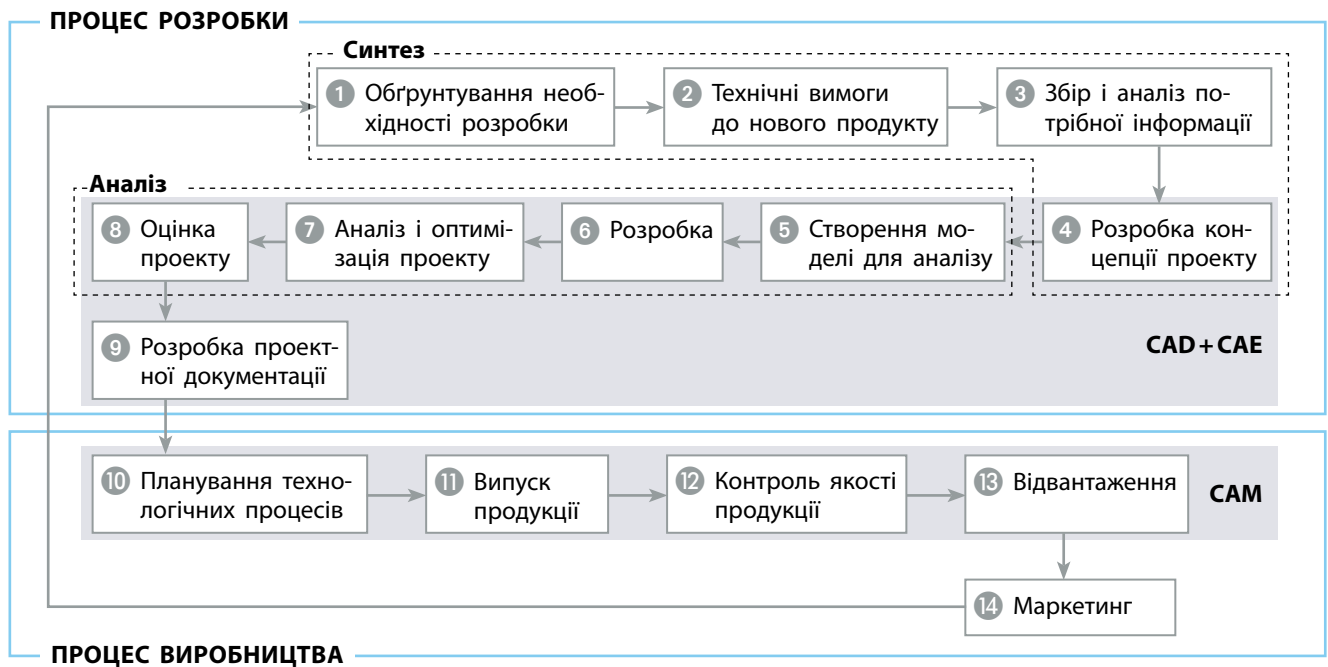 ПРОЦЕС РОЗРОБКИ
Синтез
1 Обґрунтування необ-
хідності розробки
2 Технічні вимоги
до нового продукту
3 Збір і аналіз по-
трібної інформації
Аналіз
8 Оцінка
проекту
7 Аналіз і оптимі-
зація проекту
6 Розробка
5 Створення мо-
делі для аналізу
4 Розробка кон-
цепції проекту
9 Розробка проект-
ної документації
CAD+CAE
10 Планування техно-
логічних процесів
11 Випуск
продукції
12 Контроль якості
продукції
13 Відвантаження
CAM
14 Маркетинг
ПРОЦЕС ВИРОБНИЦТВА